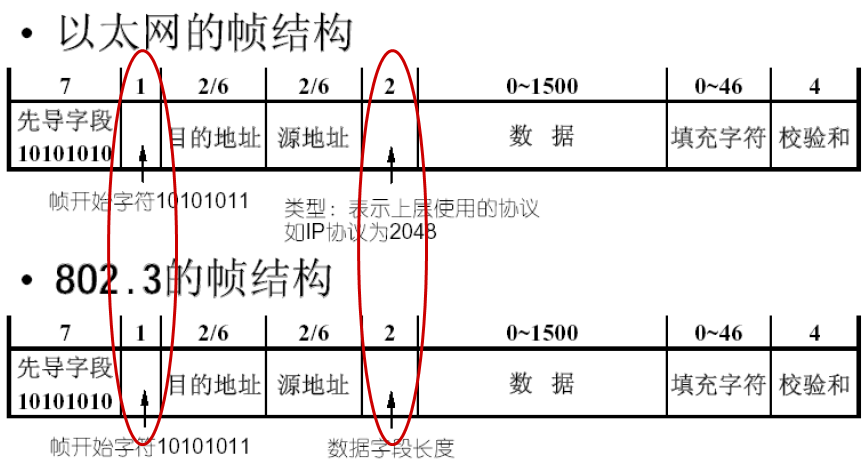 • 以太网的帧结构
7 1 2/6 2/6 2 0~1500 0~46 4
先导字段 目的地址 源地址 数 据 填充字符 校验和
10101010
帧开始字符10101011
类型：表示上层使用的协议
如IP协议为2048
• 802.3的帧结构
7 1 2/6 2/6 2 0~1500 0~46 4
先导字段 目的地址 源地址 数 据 填充字符 校验和
10101010
帧开始字符10101011 数据字段长度